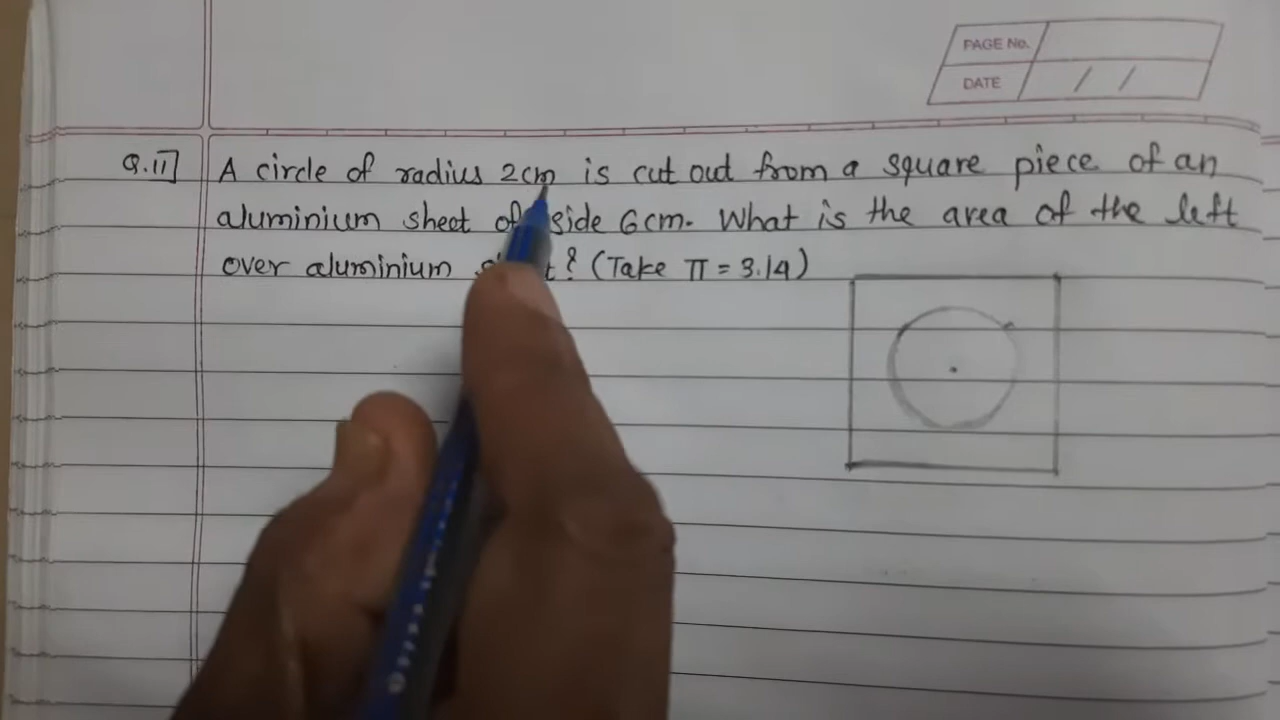 PAGE No.
DATE / /
Q.11] A circle of radius 2cm is cut out from a square piece of an
aluminium sheet of side 6cm. What is the area of the left
over aluminium ? (Take π = 3.14)